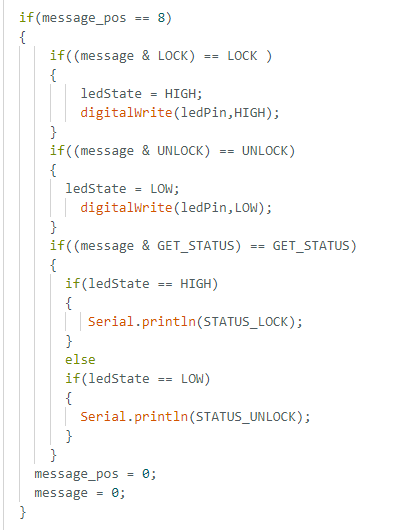 if(message_pos == 8)
{
    if((message & LOCK) == LOCK )
    {
        ledState = HIGH;
        digitalWrite(ledPin,HIGH);
    }
    if((message & UNLOCK) == UNLOCK)
    {
      ledState = LOW;
        digitalWrite(ledPin,LOW);
    }
    if((message & GET_STATUS) == GET_STATUS)
    {
      if(ledState == HIGH)
      {
         Serial.println(STATUS_LOCK);
      }
      else
      if(ledState == LOW)
      {
        Serial.println(STATUS_UNLOCK);
      }
    }
  message_pos = 0;
  message = 0;
}